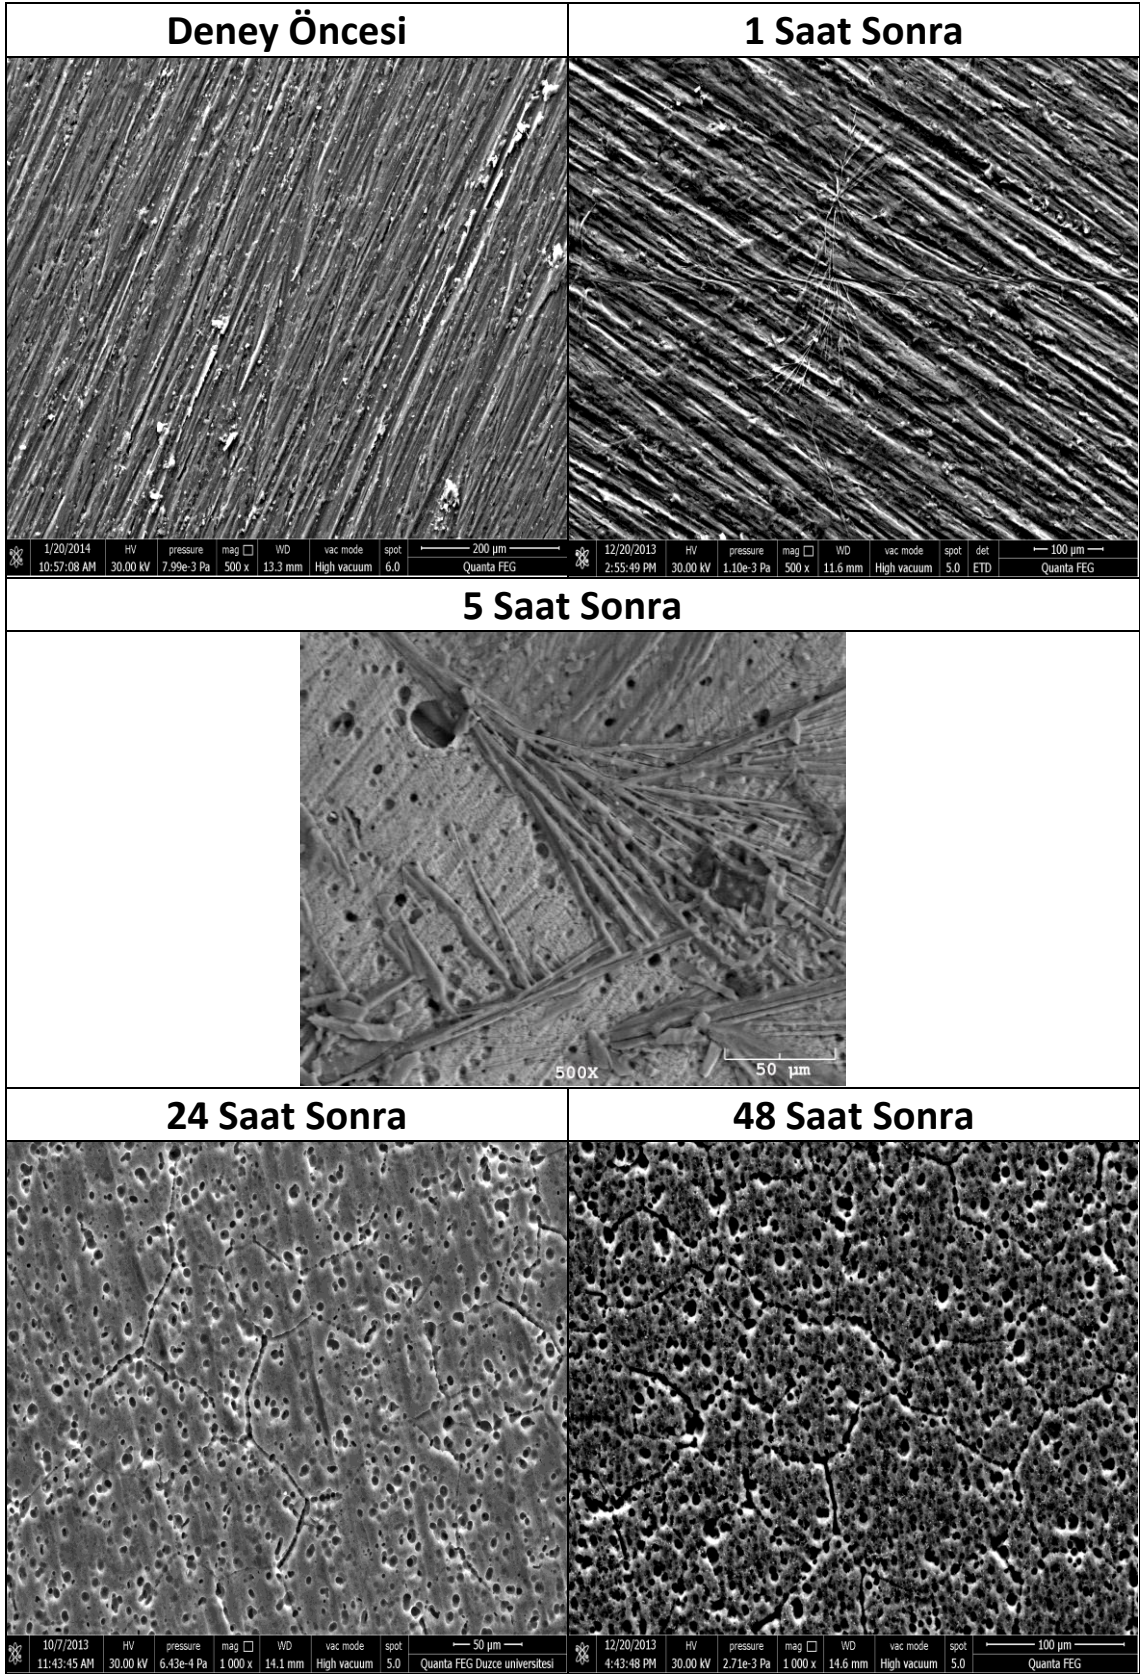 Deney Öncesi
1 Saat Sonra
1/20/2014 HV pressure mag WD vac mode spot 200 µm
10:57:08 AM 30.00 kV 7.99e-3 Pa 500 x 13.3 mm High vacuum 6.0 Quanta FEG
12/20/2013 HV pressure mag WD vac mode spot det 100 µm
2:55:49 PM 30.00 kV 1.10e-3 Pa 500 x 11.6 mm High vacuum 5.0 ETD Quanta FEG
5 Saat Sonra
500X 50 µm
24 Saat Sonra
48 Saat Sonra
10/7/2013 HV pressure mag WD vac mode spot 50 µm
11:43:45 AM 30.00 kV 6.43e-4 Pa 1 000 x 14.1 mm High vacuum 5.0 Quanta FEG Duzce universitesi
12/20/2013 HV pressure mag WD vac mode spot 100 µm
4:43:48 PM 30.00 kV 2.71e-3 Pa 1 000 x 14.6 mm High vacuum 5.0 Quanta FEG